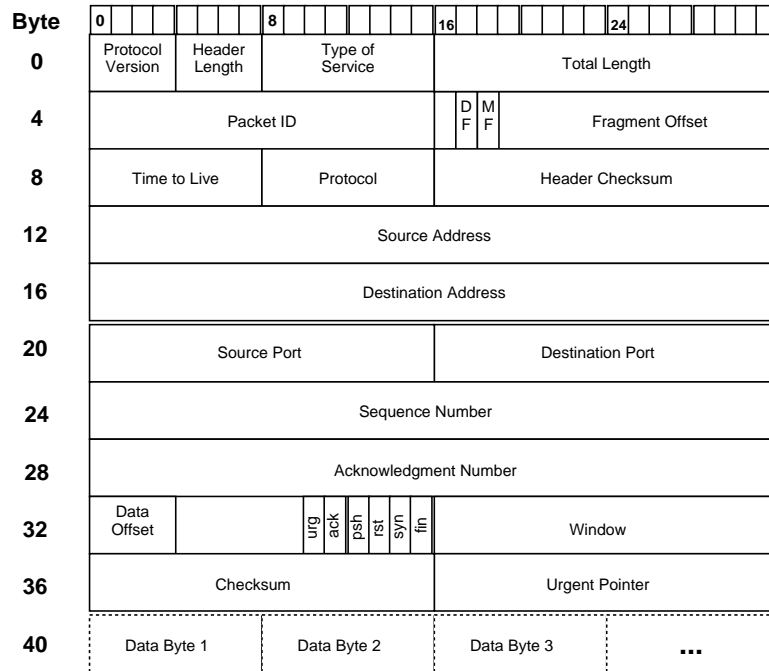 Byte 0 8 16 24
0 Protocol Version Header Length Type of Service Total Length
4 Packet ID D F M F Fragment Offset
8 Time to Live Protocol Header Checksum
12 Source Address
16 Destination Address
20 Source Port Destination Port
24 Sequence Number
28 Acknowledgment Number
32 Data Offset urg ack psh rst syn fin Window
36 Checksum Urgent Pointer
40 Data Byte 1 Data Byte 2 Data Byte 3 ...